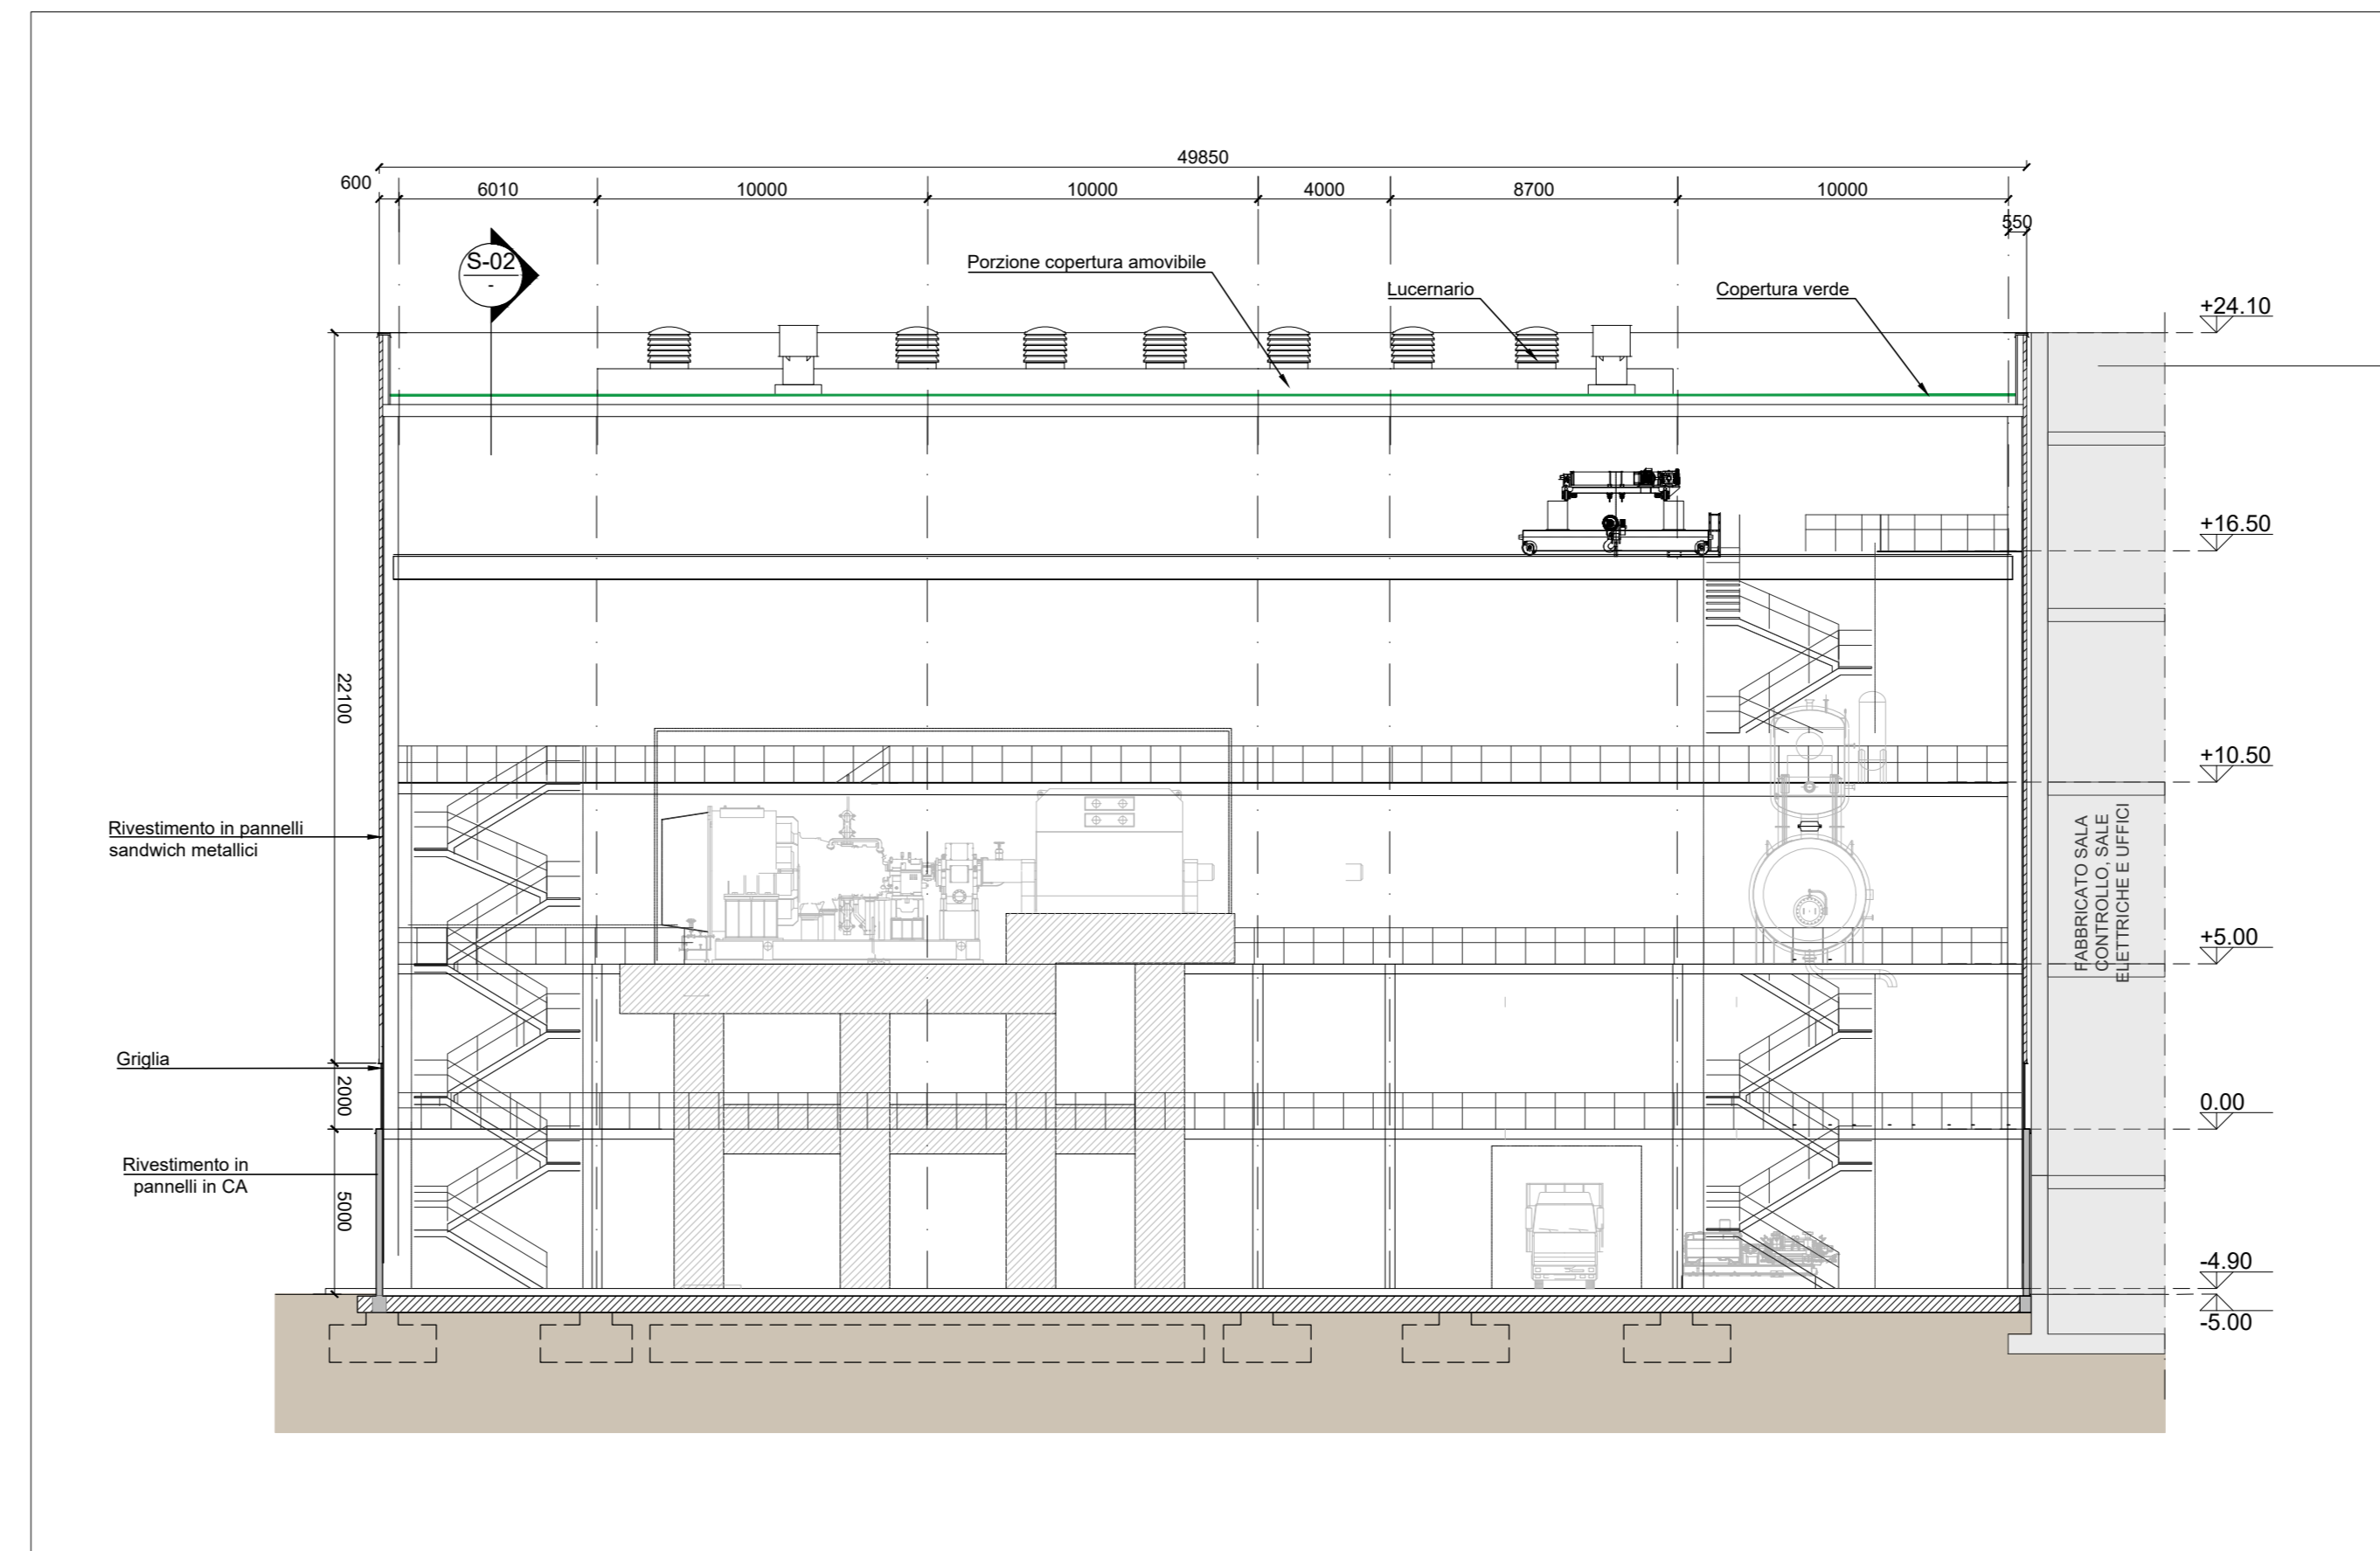 49850
600
6010
10000
10000
4000
8700
10000
550
S-02
-
Porzione copertura amovibile
Lucernario
Copertura verde
+24.10
+16.50
22100
+10.50
Rivestimento in pannelli
sandwich metallici
FABBRICATO SALA
CONTROLLO, SALE
ELETTRICHE E UFFICI
+5.00
Griglia
2000
0.00
Rivestimento in
pannelli in CA
5000
-4.90
-5.00